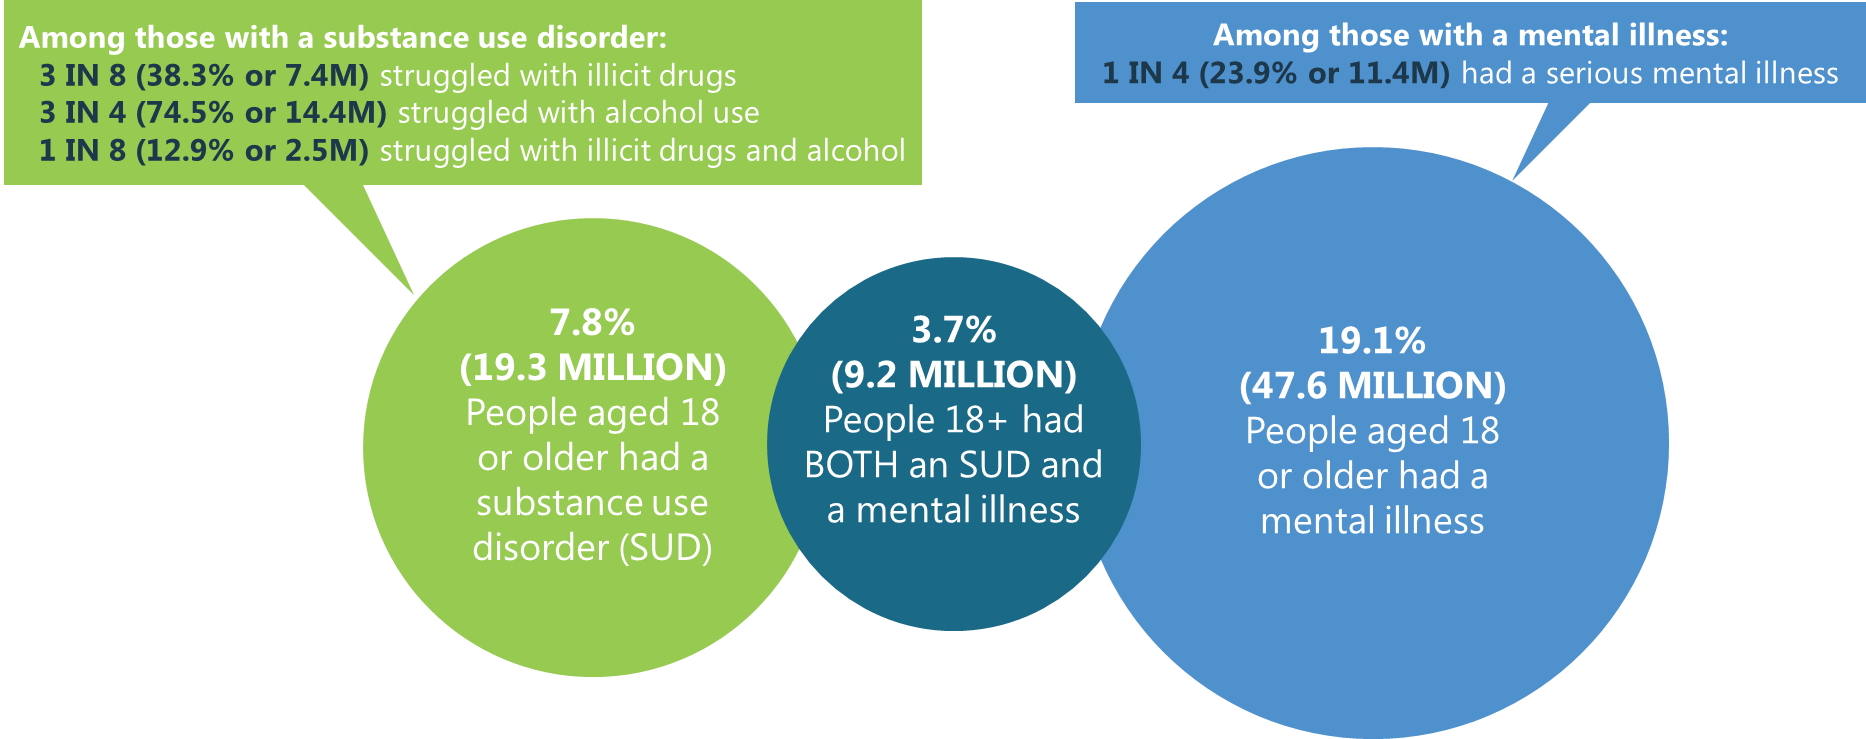 Among those with a substance use disorder:
3 IN 8 (38.3% or 7.4M) struggled with illicit drugs
3 IN 4 (74.5% or 14.4M) struggled with alcohol use
1 IN 8 (12.9% or 2.5M) struggled with illicit drugs and alcohol
Among those with a mental illness:
1 IN 4 (23.9% or 11.4M) had a serious mental illness
7.8%
(19.3 MILLION)
People aged 18
or older had a
substance use
disorder (SUD)
3.7%
(9.2 MILLION)
People 18+ had
BOTH an SUD and
a mental illness
19.1%
(47.6 MILLION)
People aged 18
or older had a
mental illness